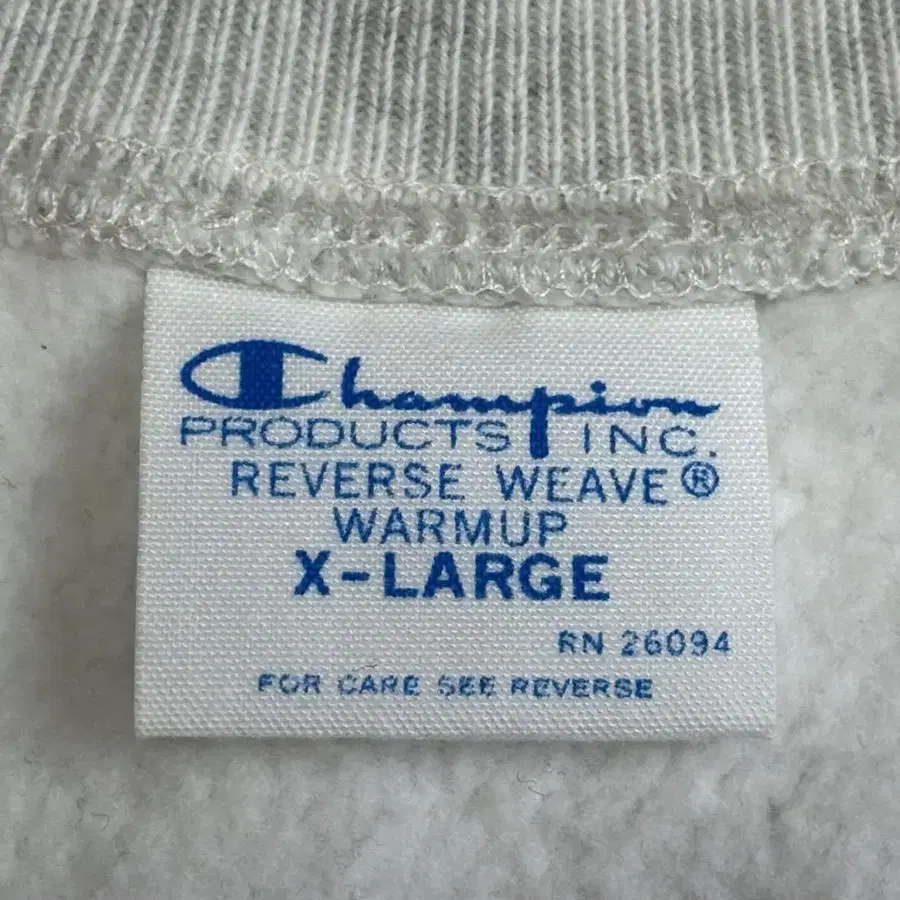 Champion
PRODUCTS INC.
REVERSE WEAVE®
WARMUP
X-LARGE
RN 26094
FOR CARE SEE REVERSE